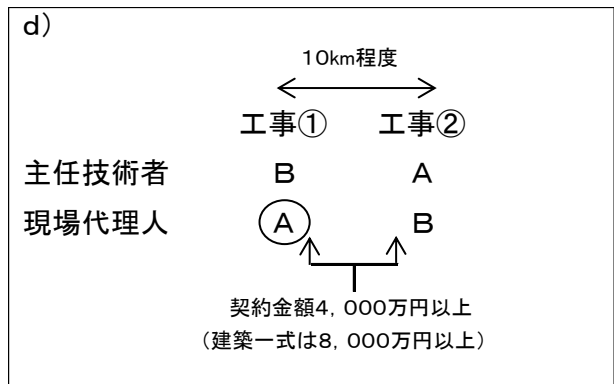 d)
10km程度
工事① 工事②
主任技術者 B A
現場代理人 A B
契約金額4,000万円以上
(建築一式は8,000万円以上)